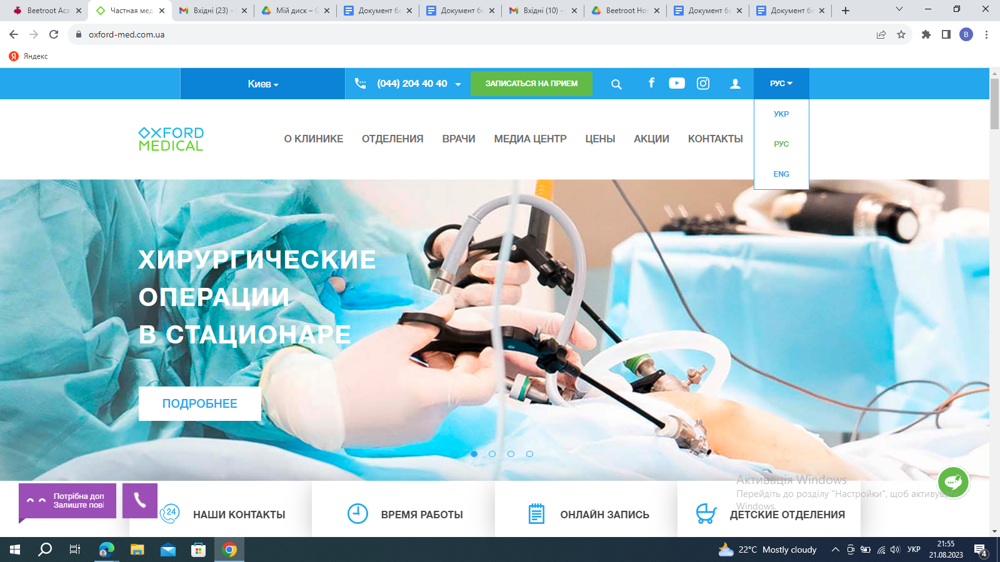 Beetroot Aca
Частная мед
Вхідні (23) -
Мій диск – G
Документ бе
Документ бе
Вхідні (10) -
Beetroot Ho
Документ бе
Документ бе
oxford-med.com.ua
B
Я Яндекс
Киев
(044) 204 40 40
ЗАПИСАТЬСЯ НА ПРИЕМ
РУС
УКР
РУС
ENG
OXFORD
MEDICAL
О КЛИНИКЕ
ОТДЕЛЕНИЯ
ВРАЧИ
МЕДИА ЦЕНТР
ЦЕНЫ
АКЦИИ
КОНТАКТЫ
ХИРУРГИЧЕСКИЕ
ОПЕРАЦИИ
В СТАЦИОНАРЕ
ПОДРОБНЕЕ
Потрібна доп
Залиште пові
24
НАШИ КОНТАКТЫ
ВРЕМЯ РАБОТЫ
ОНЛАЙН ЗАПИСЬ
ДЕТСКИЕ ОТДЕЛЕНИЯ
Активація Windows
Перейдіть до розділу "Настройки", щоб активувати
Windows.
22°C Mostly cloudy
УКР
21:55
21.08.2023
4